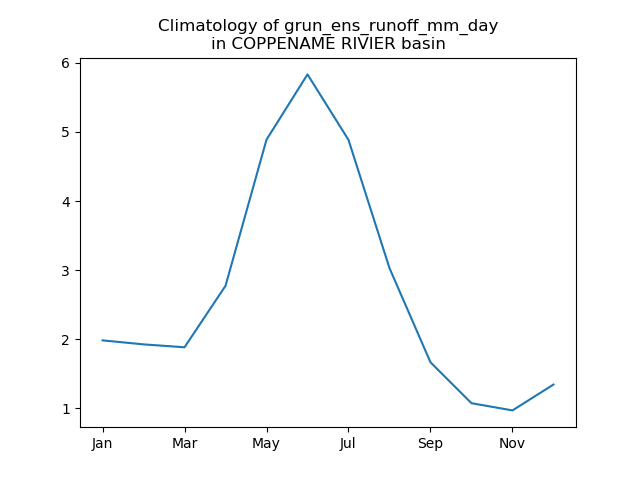 Climatology of grun_ens_runoff_mm_day
in COPPENAME RIVIER basin
6
5
4
3
2
1
Jan Mar May Jul Sep Nov